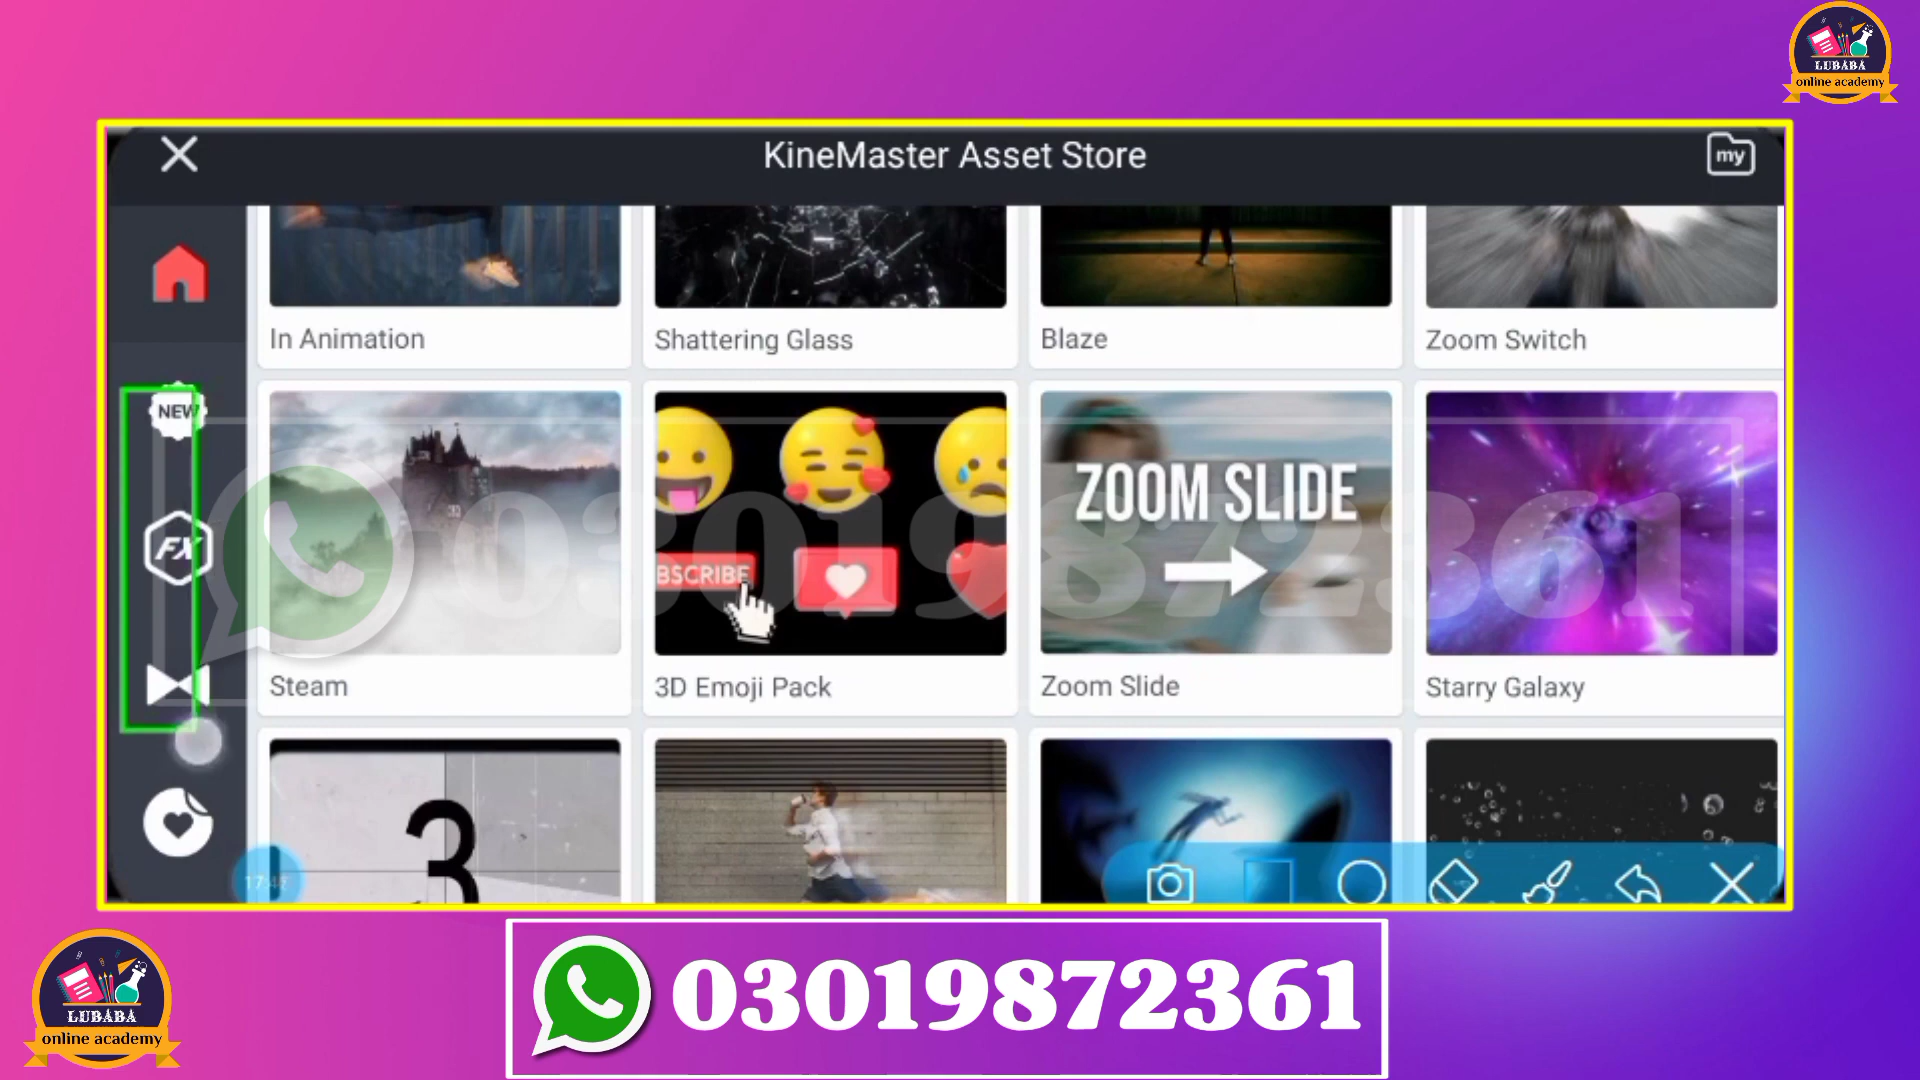 LUBABA
online academy
KineMaster Asset Store
my
In Animation
Shattering Glass
Blaze
Zoom Switch
NEW
FX
ZOOM SLIDE
BSCRIBE
03019872361
Steam
3D Emoji Pack
Zoom Slide
Starry Galaxy
3
LUBABA
online academy
03019872361